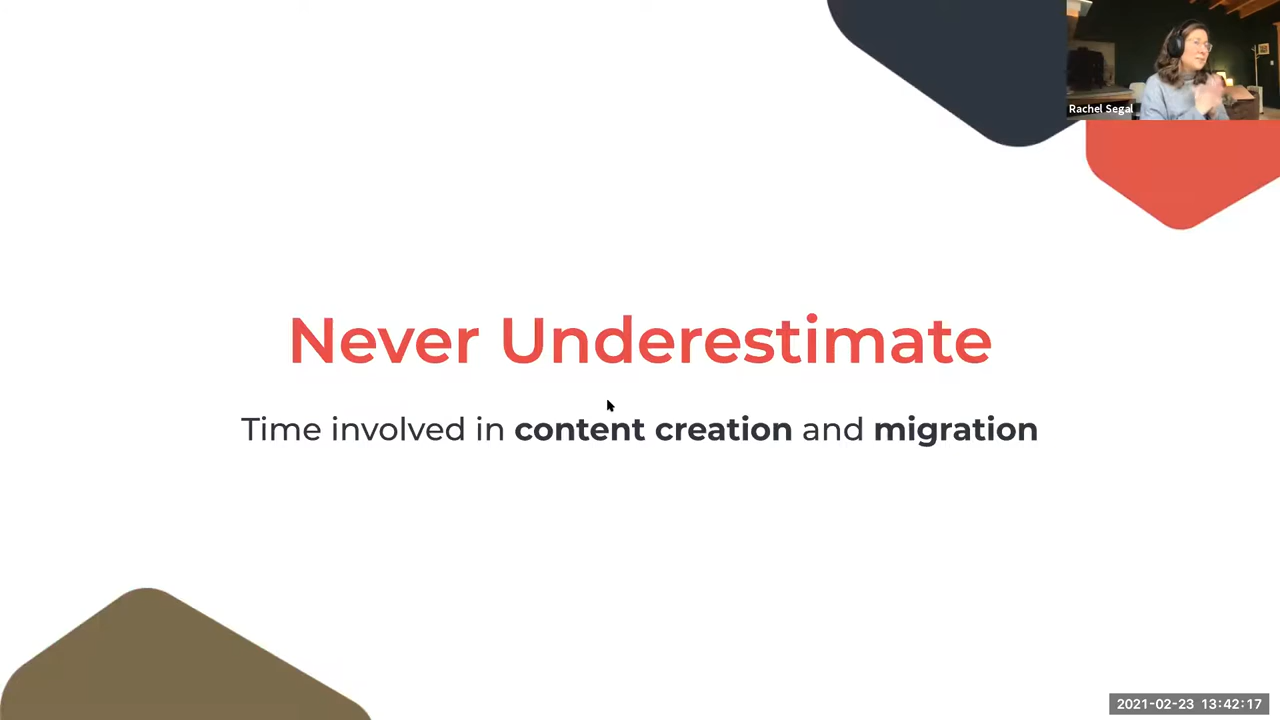 Rachel Segal
Never Underestimate
Time involved in content creation and migration
2021-02-23 13:42:17